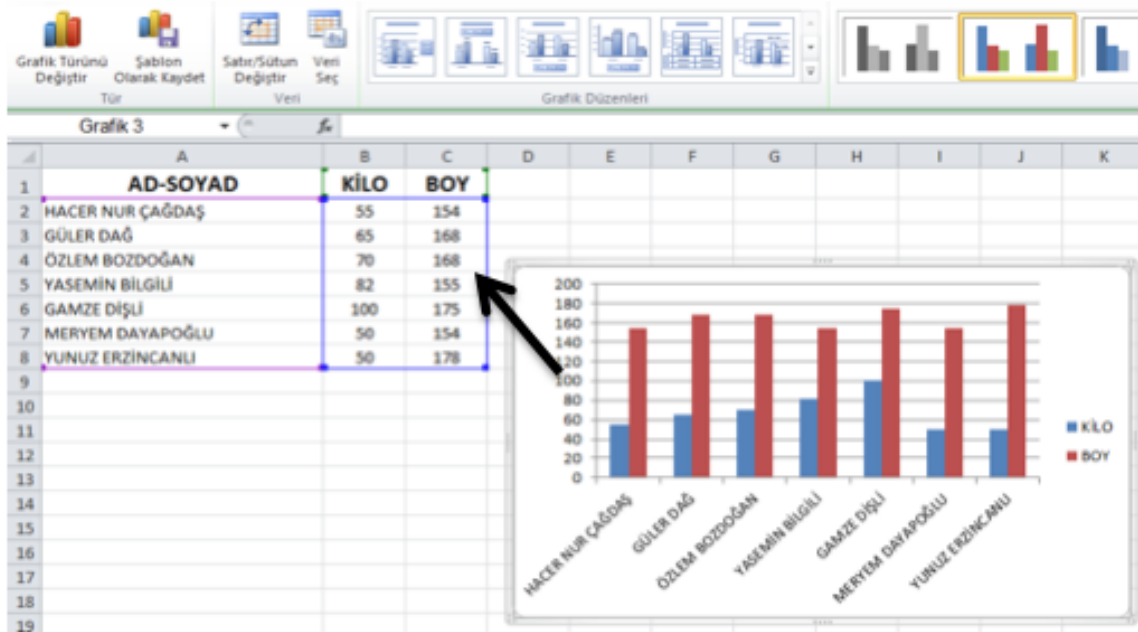 Grafik Türünü Değiştir
Şablon Olarak Kaydet
Satır/Sütun Değiştir
Veri Seç
Tür
Veri
Grafik Düzenleri
Grafik 3
fx
A B C D E F G H I J K
1 AD-SOYAD KİLO BOY
2 HACER NUR ÇAĞDAŞ 55 154
3 GÜLER DAĞ 65 168
4 ÖZLEM BOZDOĞAN 70 168
5 YASEMİN BİLGİLİ 82 155
6 GAMZE DİŞLİ 100 175
7 MERYEM DAYAPOĞLU 50 154
8 YUNUZ ERZİNCANLI 50 178
9
10
11
12
13
14
15
16
17
18
19
200
180
160
140
120
100
80
60
40
20
0
KİLO
BOY
HACER NUR ÇAĞDAŞ
GÜLER DAĞ
ÖZLEM BOZDOĞAN
YASEMİN BİLGİLİ
GAMZE DİŞLİ
MERYEM DAYAPOĞLU
YUNUZ ERZİNCANLI